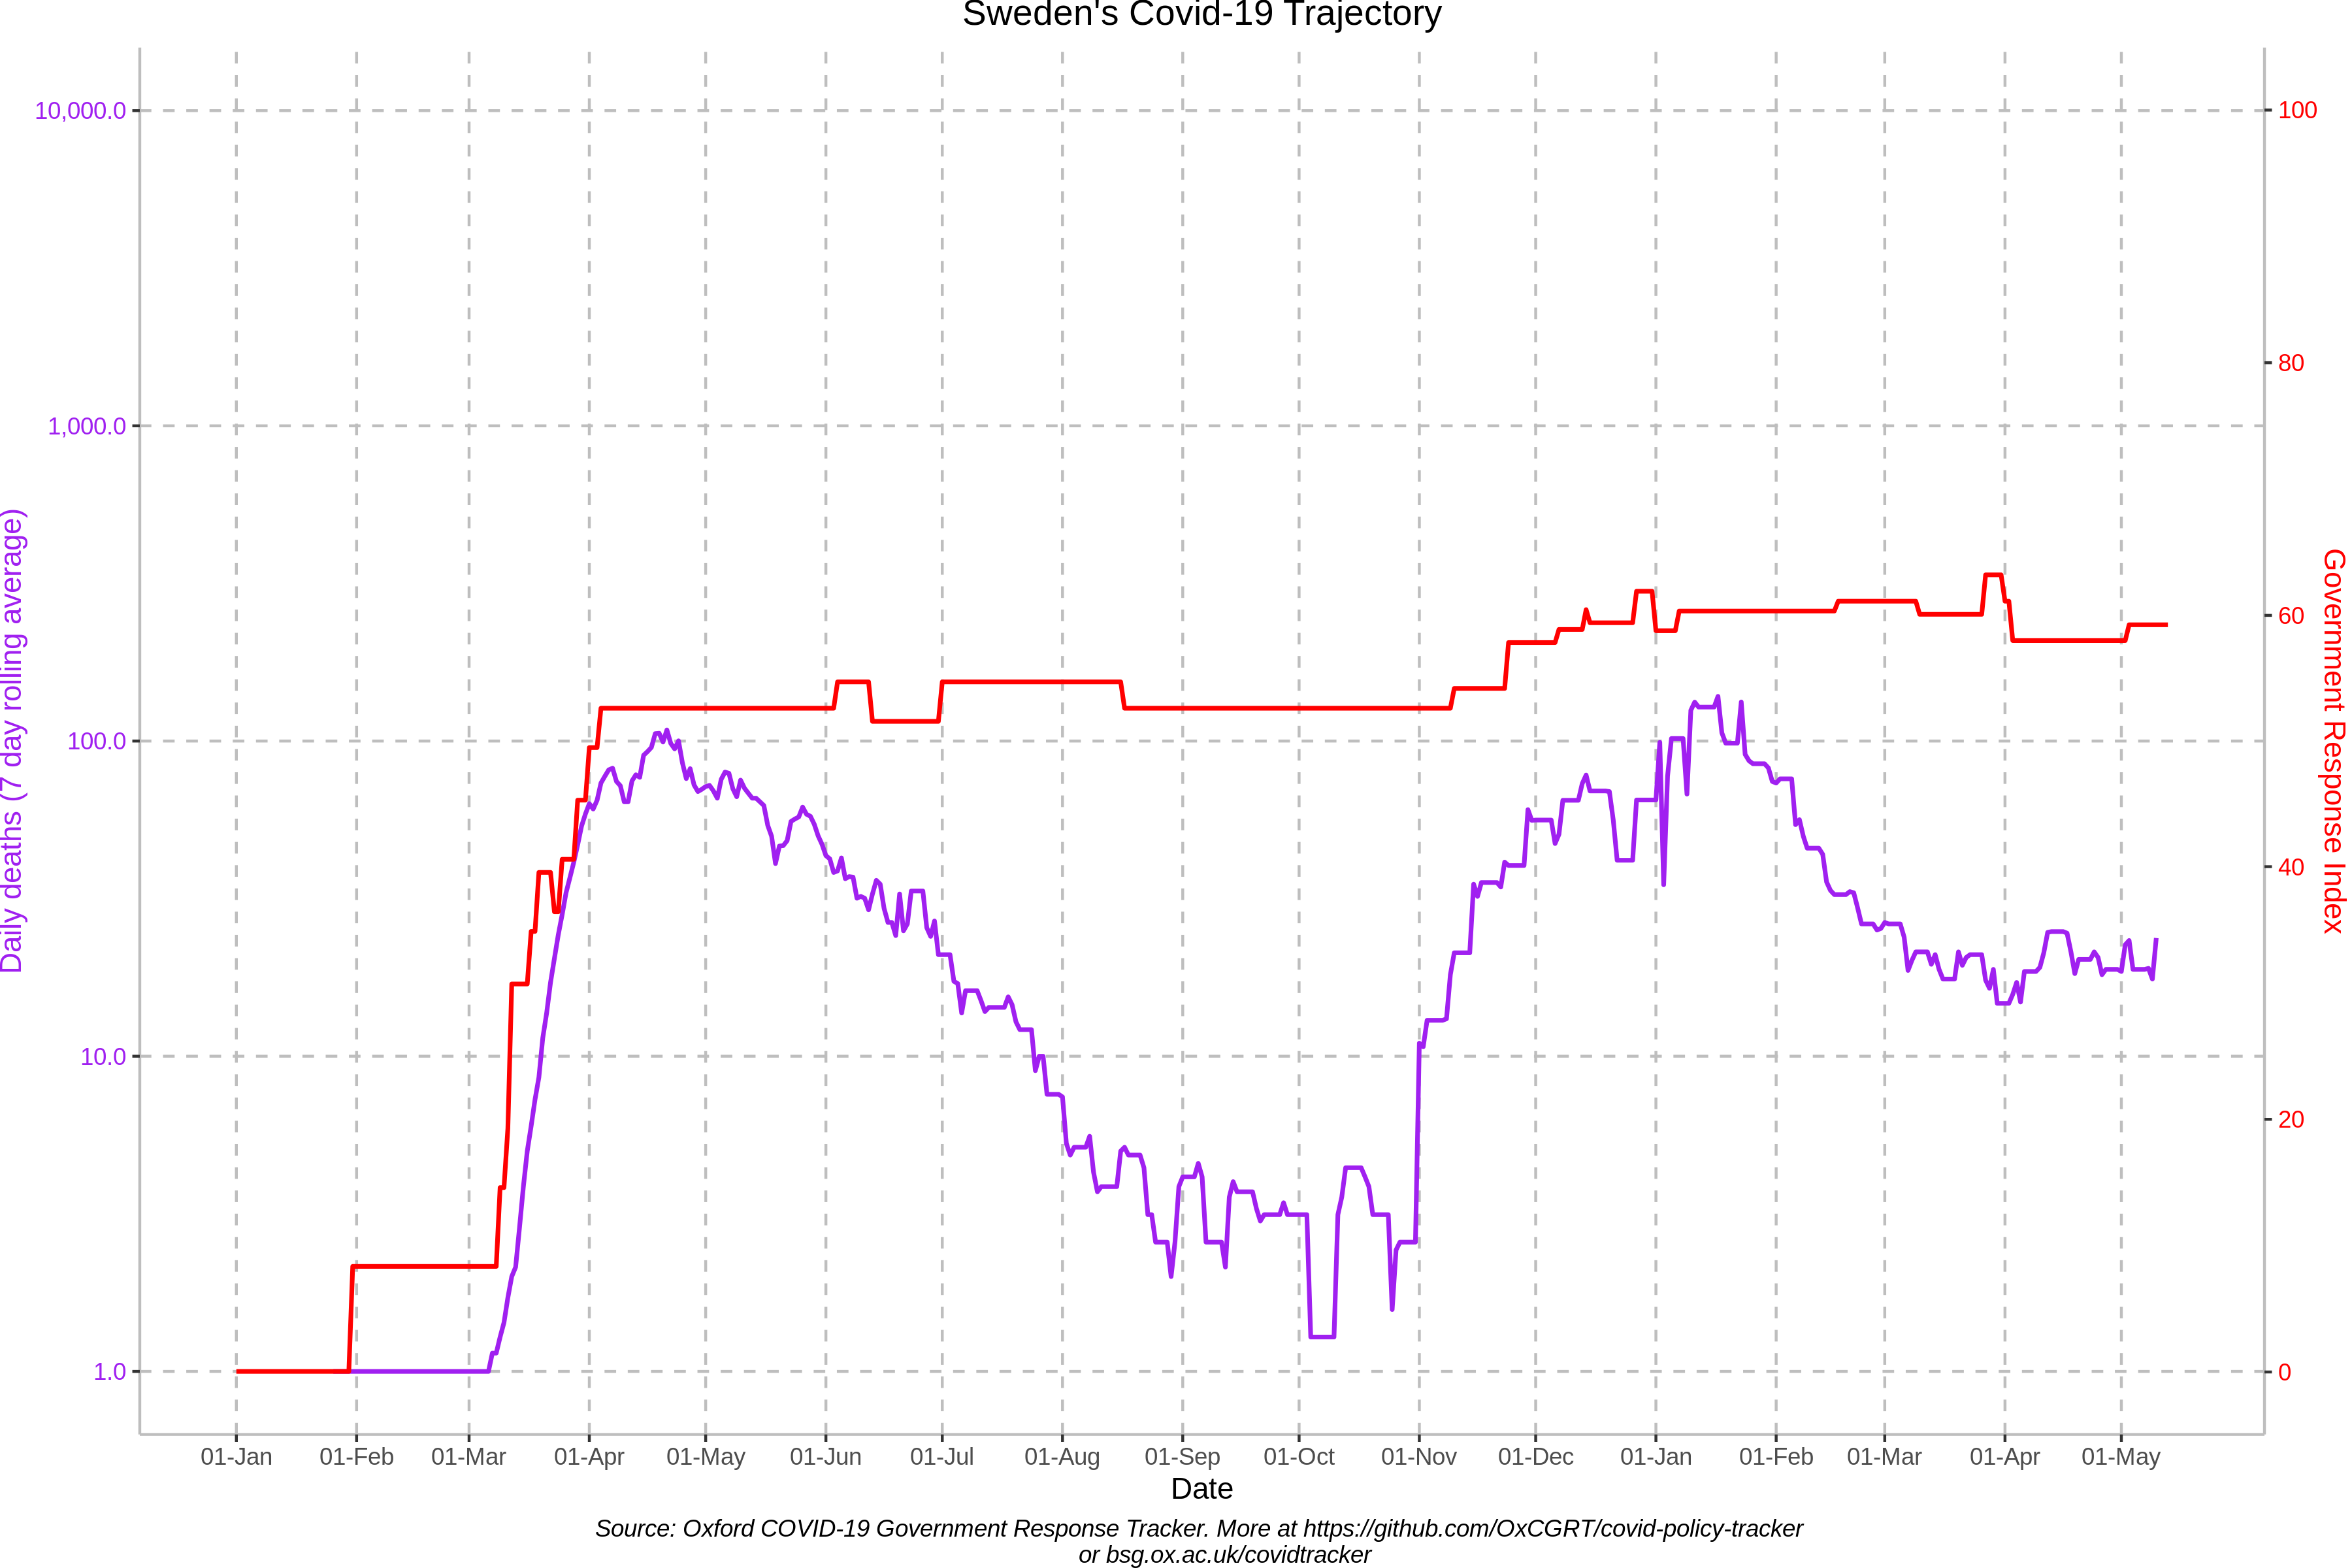 Sweden's Covid-19 Trajectory
Daily deaths (7 day rolling average)
10,000.0
1,000.0
100.0
10.0
1.0
100
80
60
40
20
0
Government Response Index
01-Jan 01-Feb 01-Mar 01-Apr 01-May 01-Jun 01-Jul 01-Aug 01-Sep 01-Oct 01-Nov 01-Dec 01-Jan 01-Feb 01-Mar 01-Apr 01-May
Date
Source: Oxford COVID-19 Government Response Tracker. More at https://github.com/OxCGRT/covid-policy-tracker
or bsg.ox.ac.uk/covidtracker